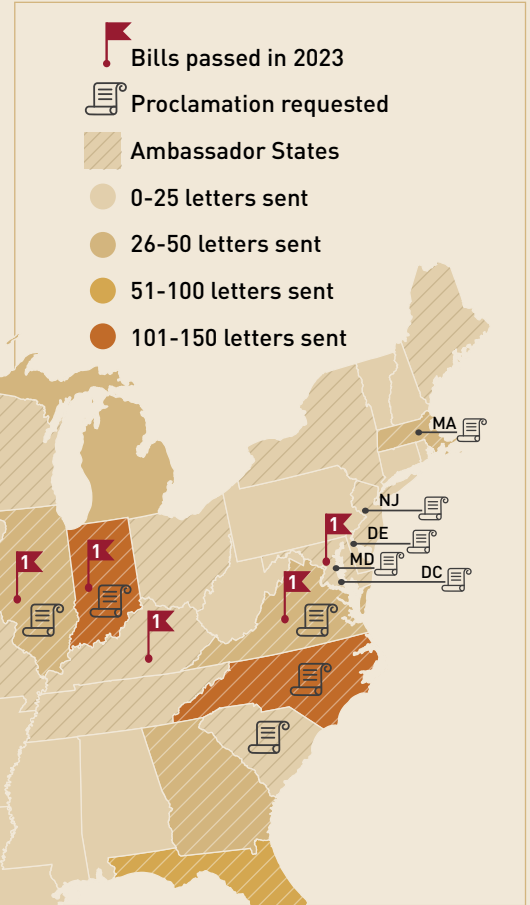 Bills passed in 2023
Proclamation requested
Ambassador States
0-25 letters sent
26-50 letters sent
51-100 letters sent
101-150 letters sent
MA
NJ
1
DE
1
1
MD
1
DC
1